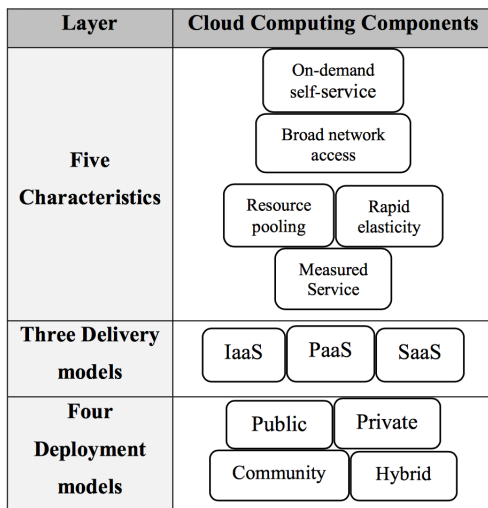 Layer
Cloud Computing Components
Five
Characteristics
On-demand
self-service
Broad network
access
Resource
pooling
Rapid
elasticity
Measured
Service
Three Delivery
models
IaaS
PaaS
SaaS
Four
Deployment
models
Public
Private
Community
Hybrid